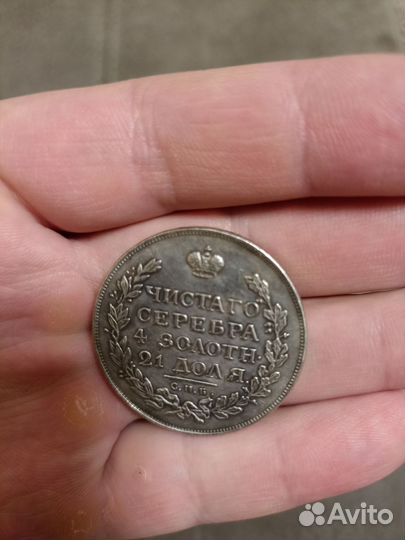 ЧИСТАГО
СЕРЕБРА
4 ЗОЛОТН.
21 ДОЛЯ.
С.П.Б.
Avito